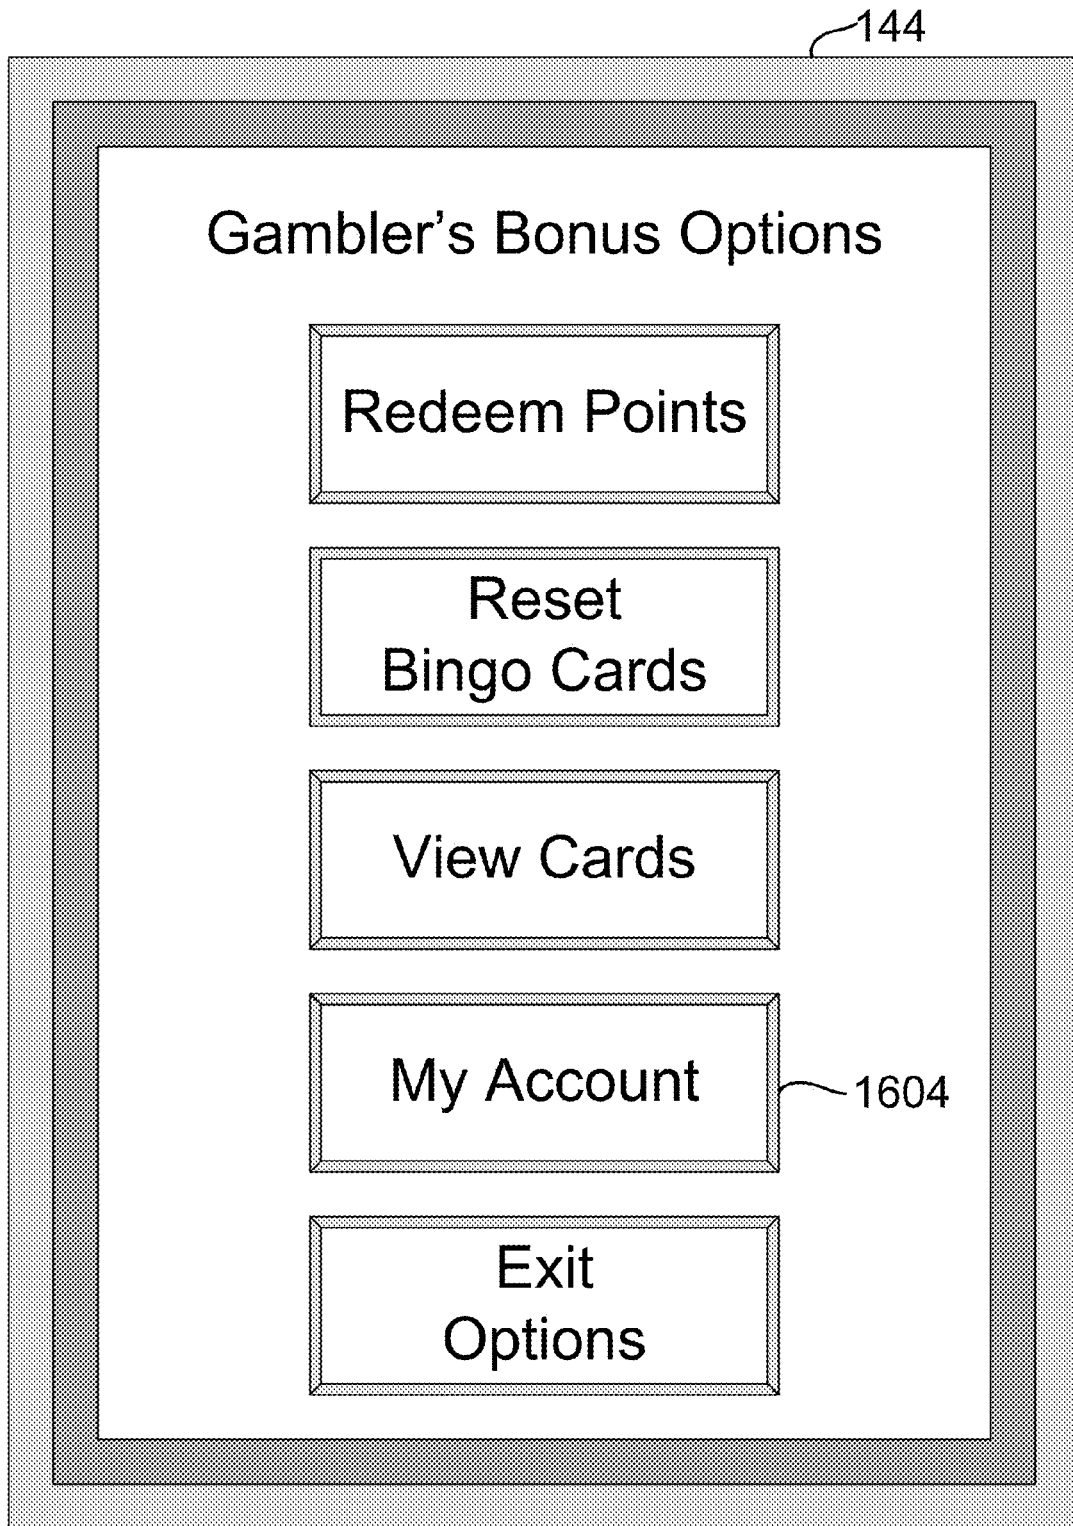 144
Gambler’s Bonus Options
Redeem Points
Reset
Bingo Cards
View Cards
My Account
1604
Exit
Options